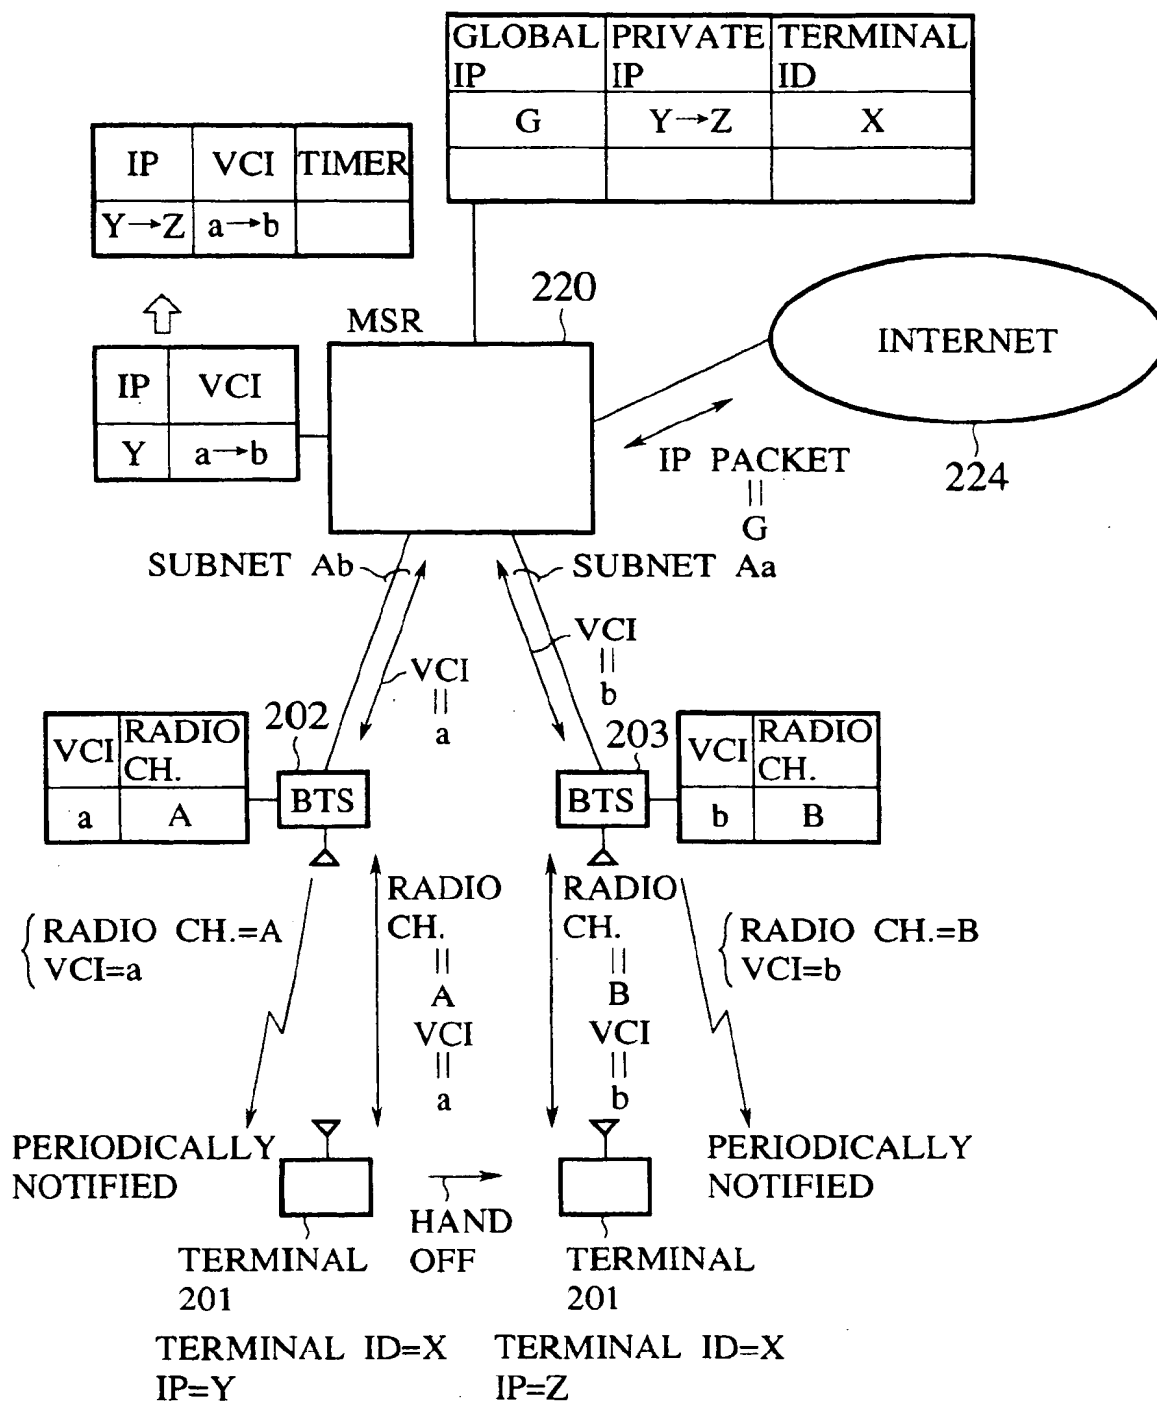 GLOBAL IP
PRIVATE IP
TERMINAL ID
G
Y→Z
X
IP
VCI
TIMER
Y→Z
a→b
MSR
220
INTERNET
224
IP
VCI
Y
a→b
IP PACKET
||
G
SUBNET Ab
SUBNET Aa
VCI
||
a
VCI
||
b
202
203
VCI
RADIO
CH.
a
A
BTS
BTS
VCI
RADIO
CH.
b
B
RADIO CH.=A
VCI=a
RADIO
CH.
||
A
VCI
||
a
RADIO
CH.
||
B
VCI
||
b
RADIO CH.=B
VCI=b
PERIODICALLY
NOTIFIED
HAND
OFF
PERIODICALLY
NOTIFIED
TERMINAL
201
TERMINAL
201
TERMINAL ID=X
IP=Y
TERMINAL ID=X
IP=Z